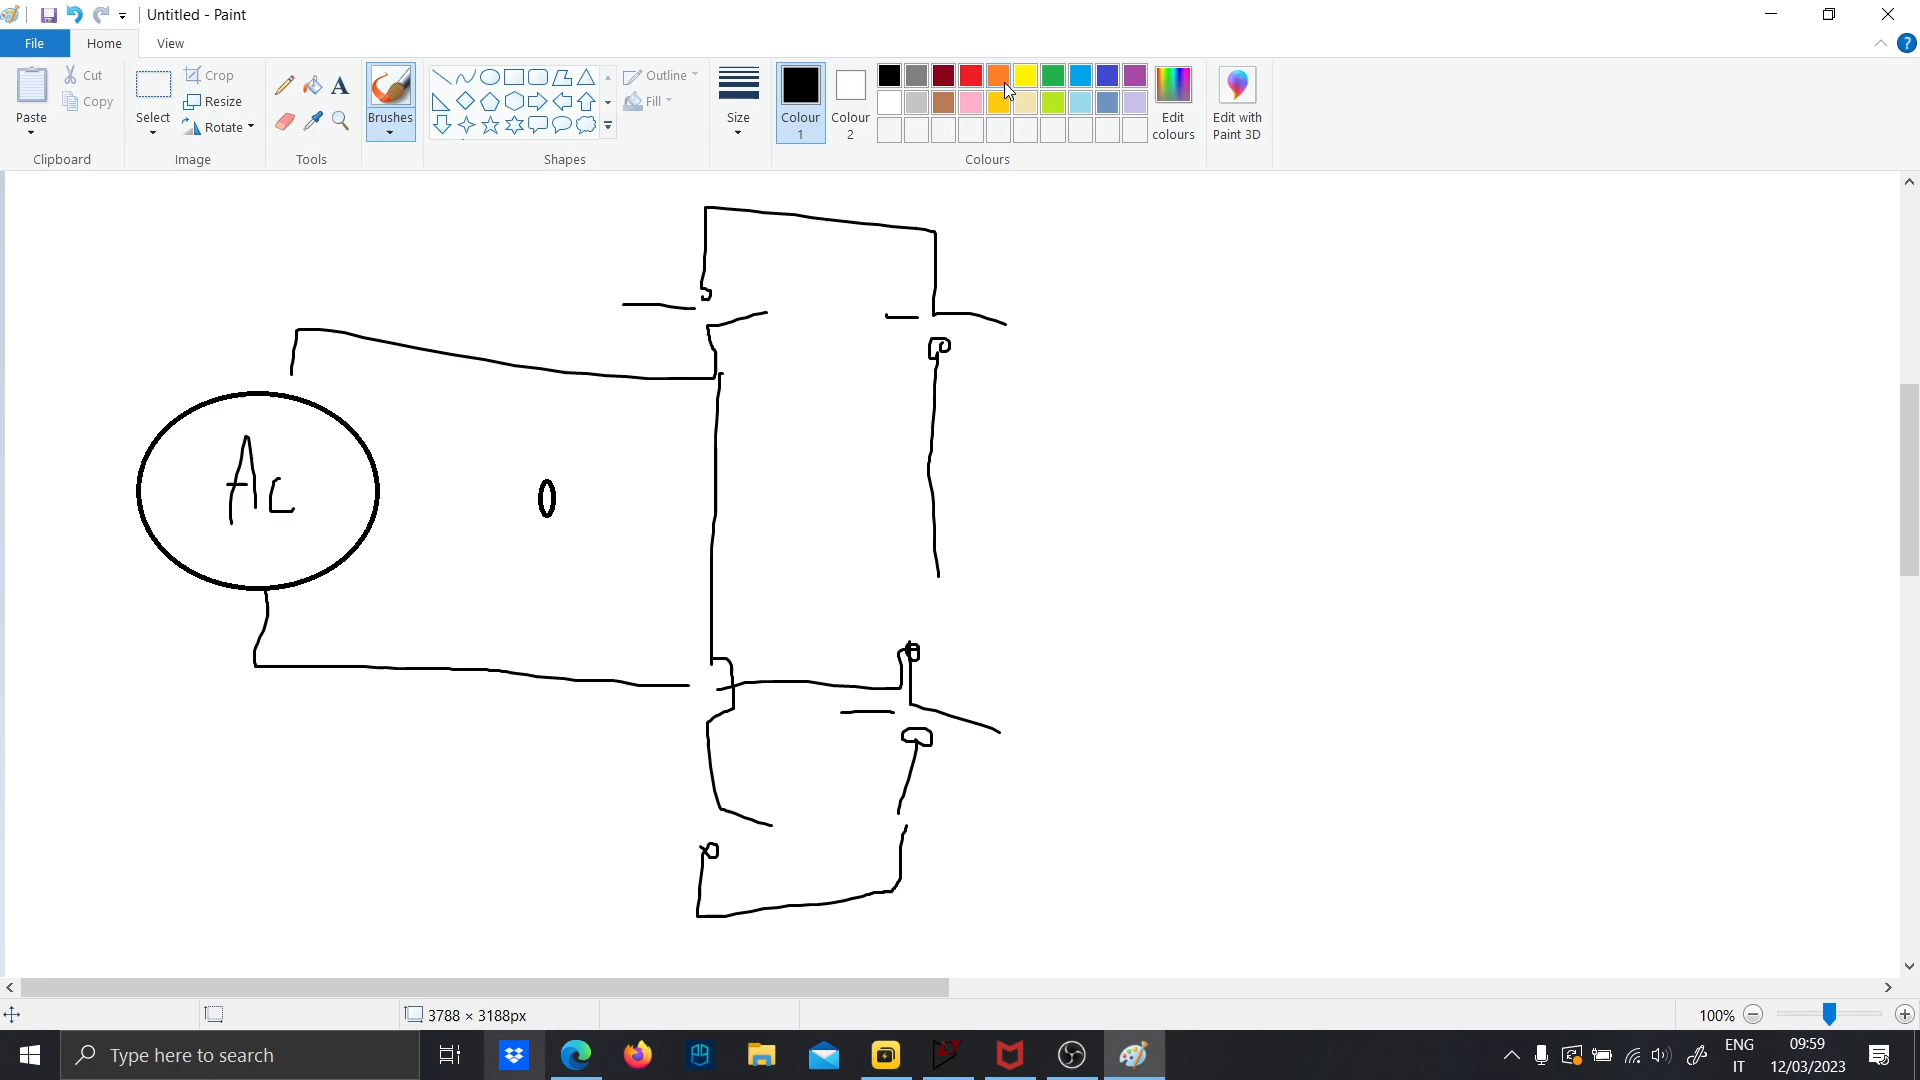 Untitled - Paint
File Home View
Paste
Cut
Copy
Clipboard
Select
Crop
Resize
Rotate
Image
Tools
Brushes
Outline
Fill
Shapes
Size
Colour 1
Colour 2
Edit colours
Colours
Edit with Paint 3D
?
Ac
3788 × 3188px
100%
Type here to search
ENG
IT
09:59
12/03/2023